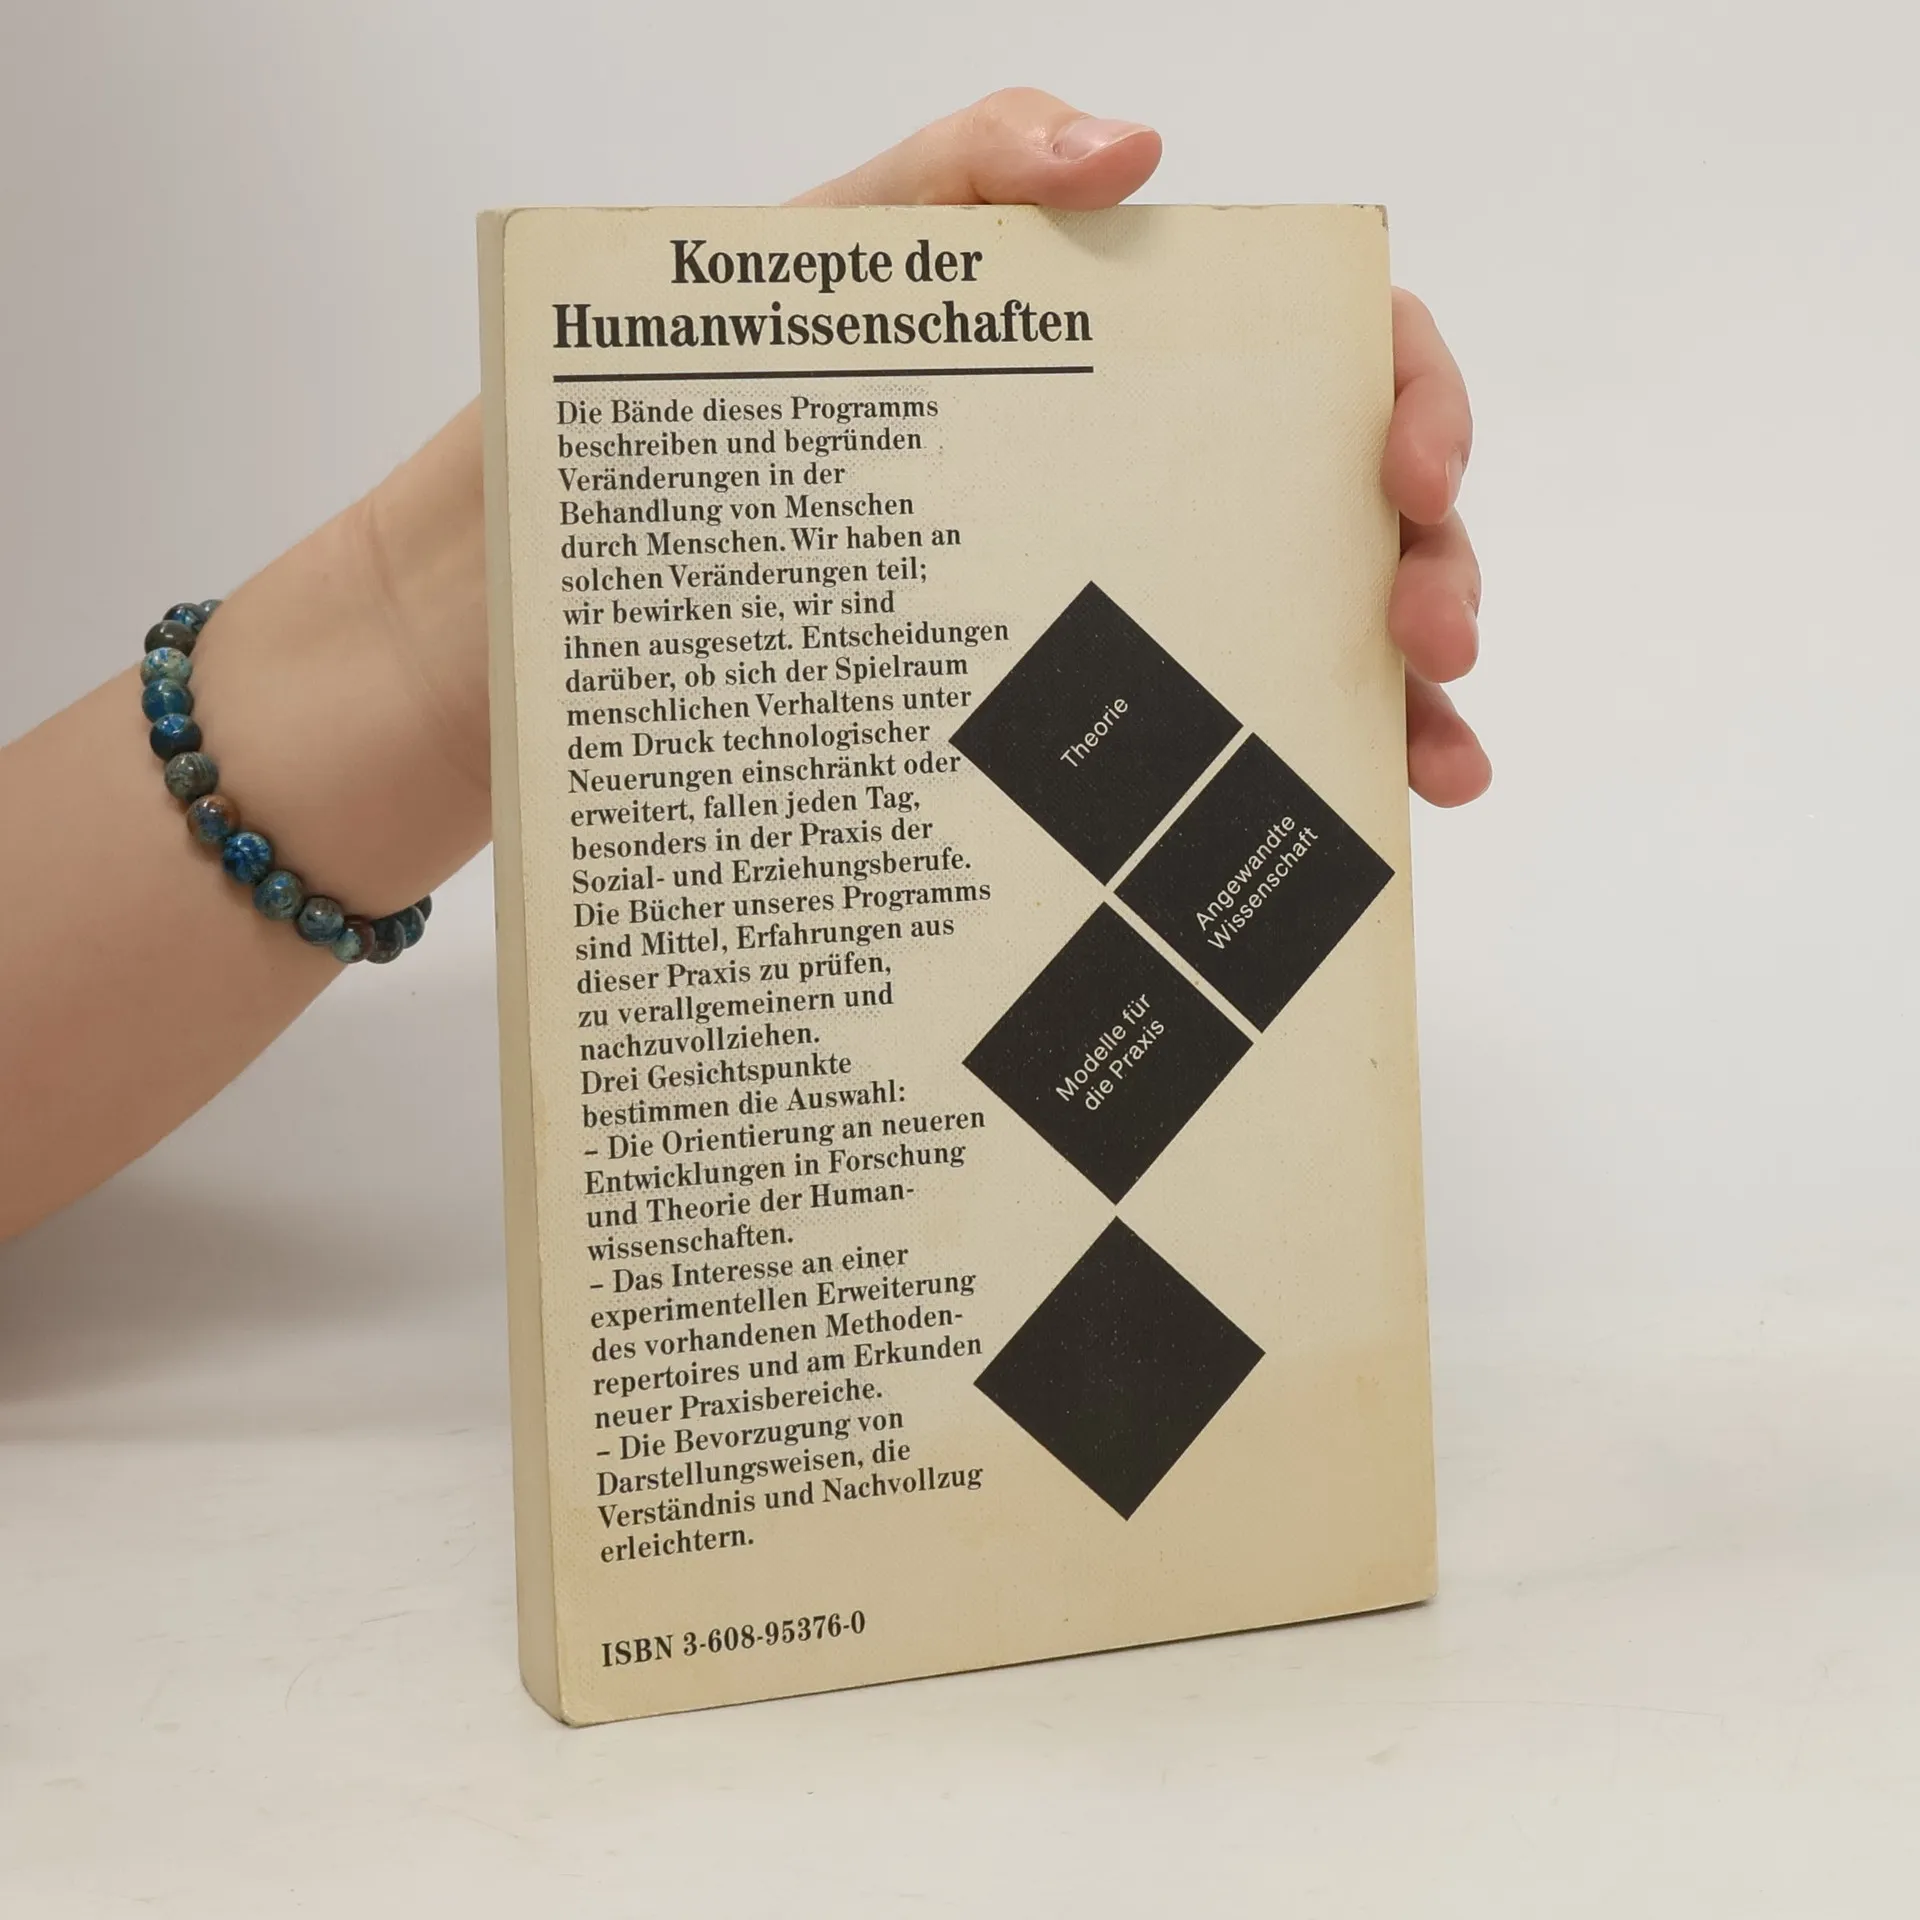 Konzepte der
Humanwissenschaften
Die Bände dieses Programms
beschreiben und begründen
Veränderungen in der
Behandlung von Menschen
durch Menschen. Wir haben an
solchen Veränderungen teil;
wir bewirken sie, wir sind
ihnen ausgesetzt. Entscheidungen
darüber, ob sich der Spielraum
menschlichen Verhaltens unter
dem Druck technologischer
Neuerungen einschränkt oder
erweitert, fallen jeden Tag,
besonders in der Praxis der
Sozial- und Erziehungsberufe.
Die Bücher unseres Programms
sind Mittel, Erfahrungen aus
dieser Praxis zu prüfen,
zu verallgemeinern und
nachzuvollziehen.
Drei Gesichtspunkte
bestimmen die Auswahl:
– Die Orientierung an neueren
Entwicklungen in Forschung
und Theorie der Human-
wissenschaften.
– Das Interesse an einer
experimentellen Erweiterung
des vorhandenen Methoden-
repertoires und am Erkunden
neuer Praxisbereiche.
– Die Bevorzugung von
Darstellungsweisen, die
Verständnis und Nachvollzug
erleichtern.
ISBN 3-608-95376-0
Theorie
Angewandte
Wissenschaft
Modelle für
die Praxis